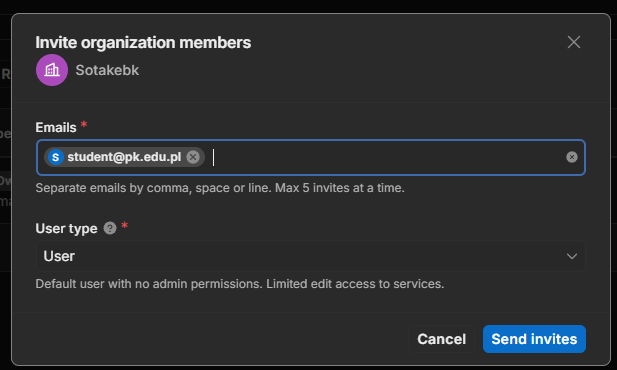 Invite organization members
Sotakebk
Emails *
S student@pk.edu.pl
Separate emails by comma, space or line. Max 5 invites at a time.
User type ? *
User
Default user with no admin permissions. Limited edit access to services.
Cancel Send invites